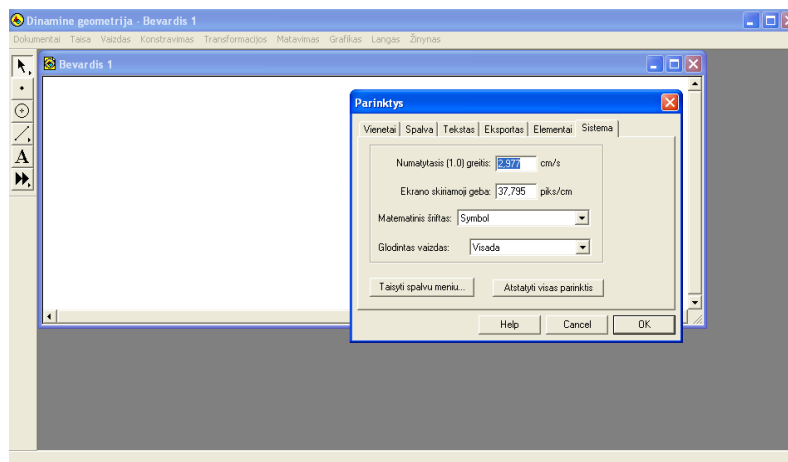 Dinamine geometrija - Bevardis 1
Dokumentai Taisa Vaizdas Konstravimas Transformacijos Matavimas Grafikas Langas Žinynas
Bevardis 1
A
Parinktys
Vienetai Spalva Tekstas Eksportas Elementai Sistema
Numatytasis (1.0) greitis: 2,977 cm/s
Ekrano skiriamoji geba: 37,795 piks/cm
Matematinis šriftas: Symbol
Glodintas vaizdas: Visada
Taisyti spalvu meniu... Atstatyti visas parinktis
Help Cancel OK